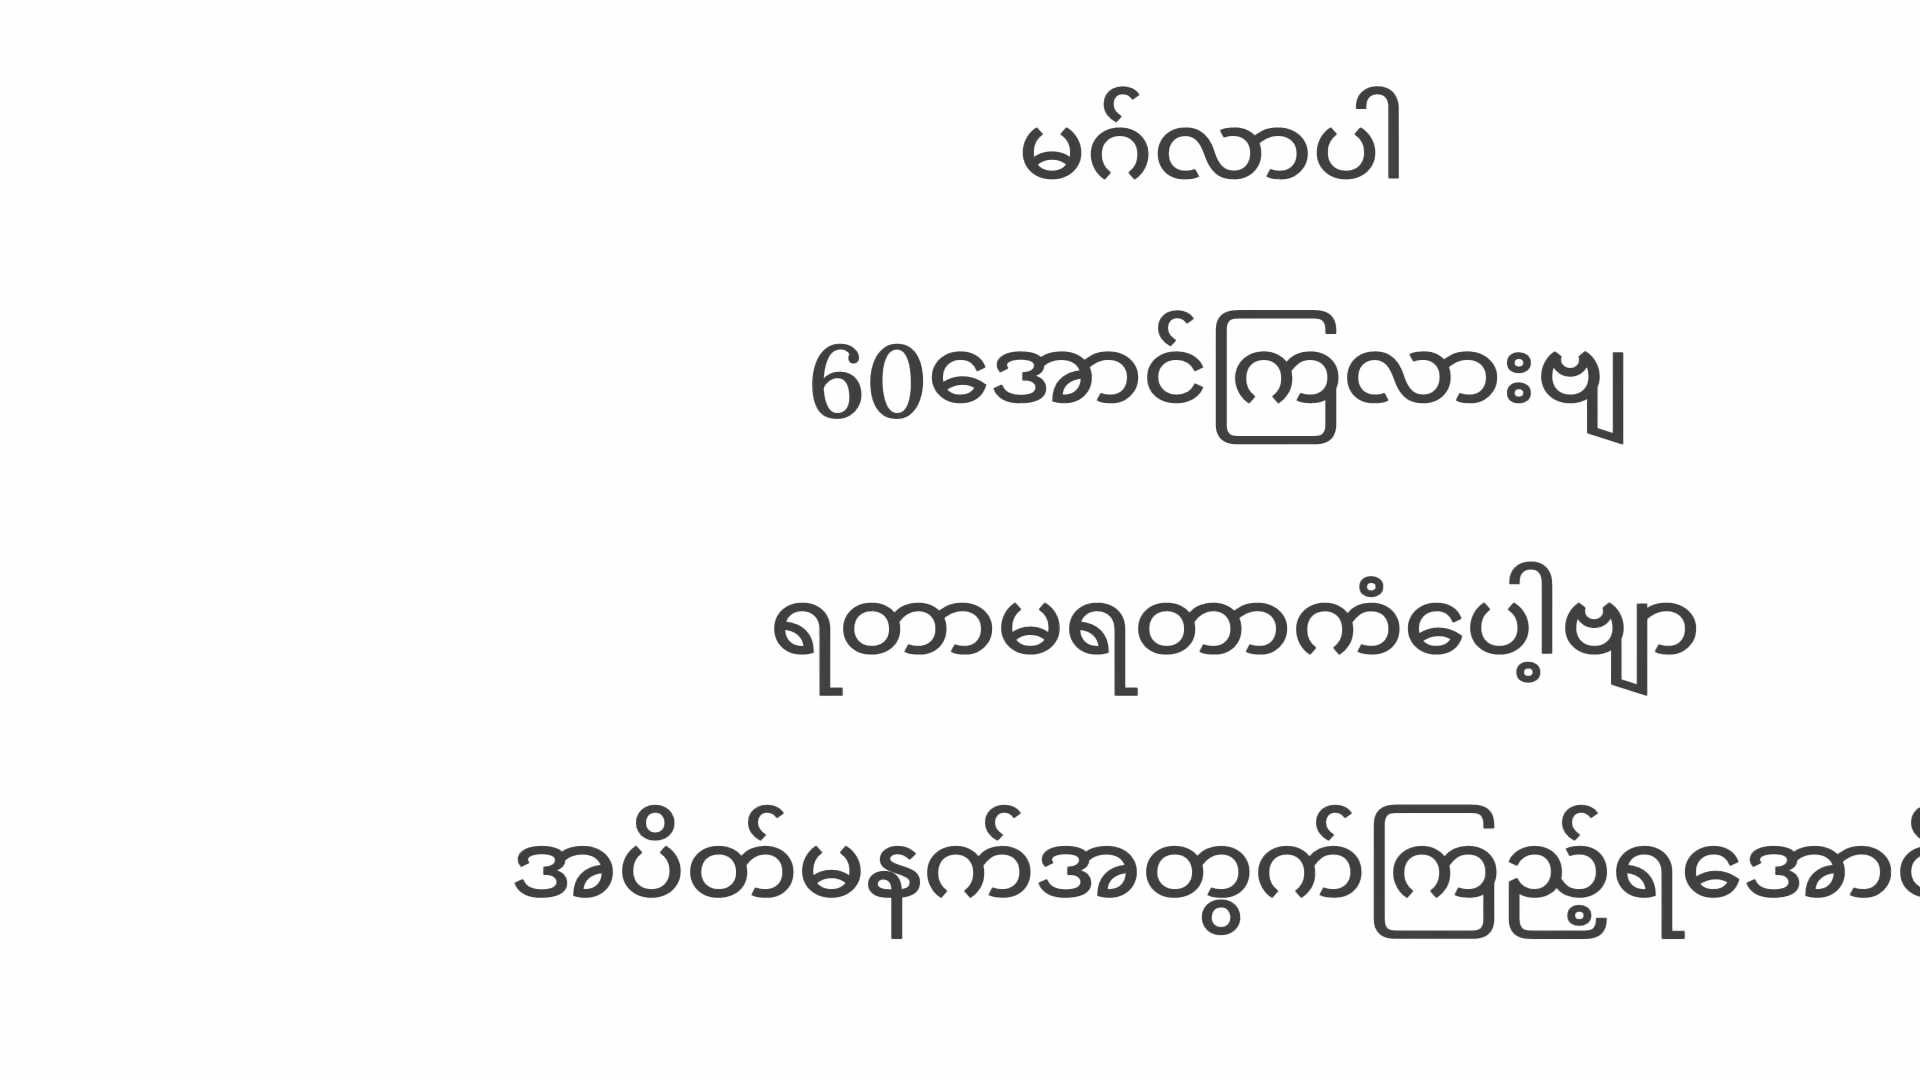 မဂ်လာပါ
60အောင်ကြလားဗျ
ရတာမရတာကံပေါ့ဗျာ
အပိတ်မနက်အတွက်ကြည့်ရအောင်